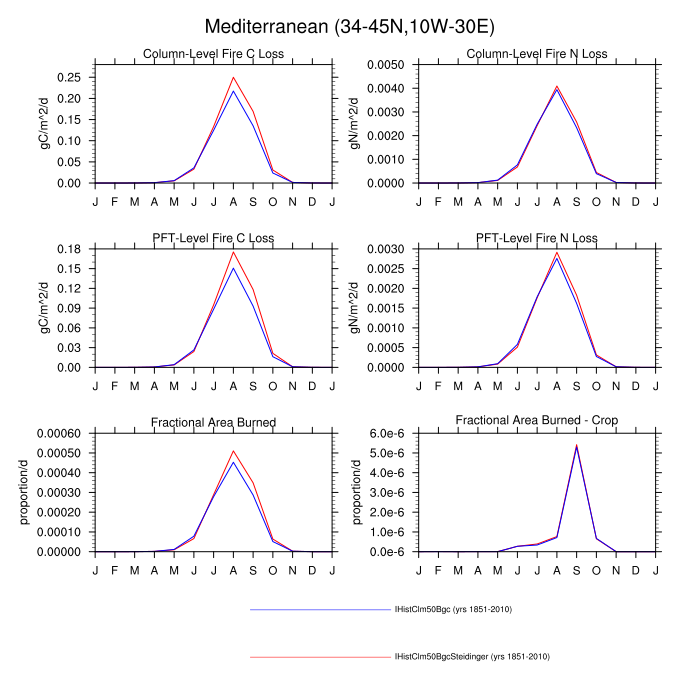 Mediterranean (34-45N,10W-30E)
Column-Level Fire C Loss
gC/m^2/d
0.25
0.20
0.15
0.10
0.05
0.00
J F M A M J J A S O N D J
Column-Level Fire N Loss
gN/m^2/d
0.0050
0.0040
0.0030
0.0020
0.0010
0.0000
J F M A M J J A S O N D J
PFT-Level Fire C Loss
gC/m^2/d
0.18
0.15
0.12
0.09
0.06
0.03
0.00
J F M A M J J A S O N D J
PFT-Level Fire N Loss
gN/m^2/d
0.0030
0.0025
0.0020
0.0015
0.0010
0.0005
0.0000
J F M A M J J A S O N D J
Fractional Area Burned
proportion/d
0.00060
0.00050
0.00040
0.00030
0.00020
0.00010
0.00000
J F M A M J J A S O N D J
Fractional Area Burned - Crop
proportion/d
6.0e-6
5.0e-6
4.0e-6
3.0e-6
2.0e-6
1.0e-6
0.0e-6
J F M A M J J A S O N D J
IHistClm50Bgc (yrs 1851-2010)
IHistClm50BgcSteidinger (yrs 1851-2010)